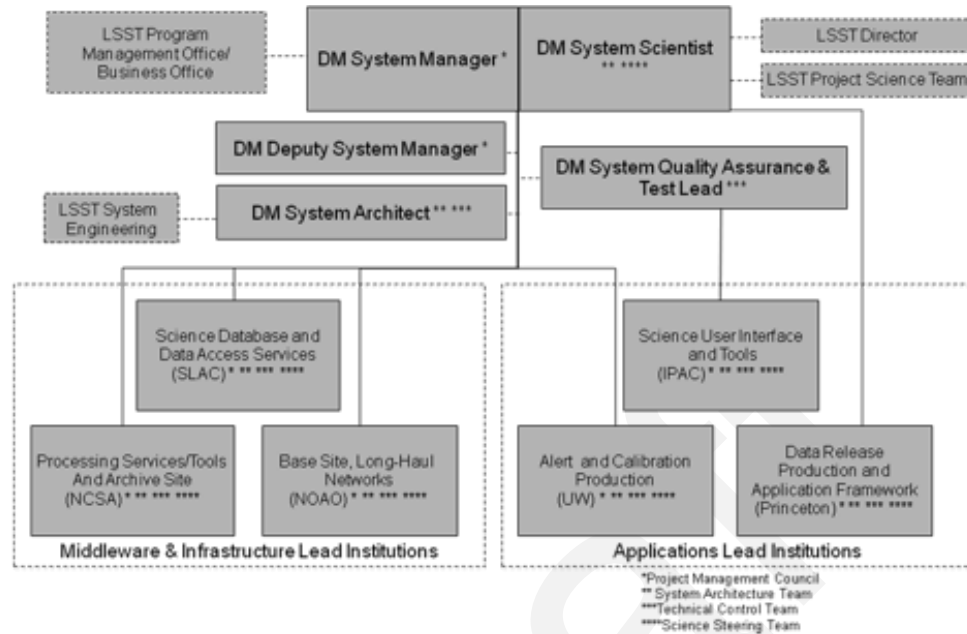 LSST Program
Management Office/
Business Office
DM System Manager *
DM System Scientist
** ****
LSST Director
LSST Project Science Team
DM Deputy System Manager *
DM System Quality Assurance &
Test Lead ***
LSST System
Engineering
DM System Architect ** ***
Science Database and
Data Access Services
(SLAC) * ** *** ****
Science User Interface
and Tools
(IPAC) * ** *** ****
Processing Services/Tools
And Archive Site
(NCSA) * ** *** ****
Base Site, Long-Haul
Networks
(NOAO) * ** *** ****
Alert and Calibration
Production
(UW) * ** *** ****
Data Release
Production and
Application Framework
(Princeton) * ** *** ****
Middleware & Infrastructure Lead Institutions
Applications Lead Institutions
*Project Management Council
** System Architecture Team
***Technical Control Team
****Science Steering Team